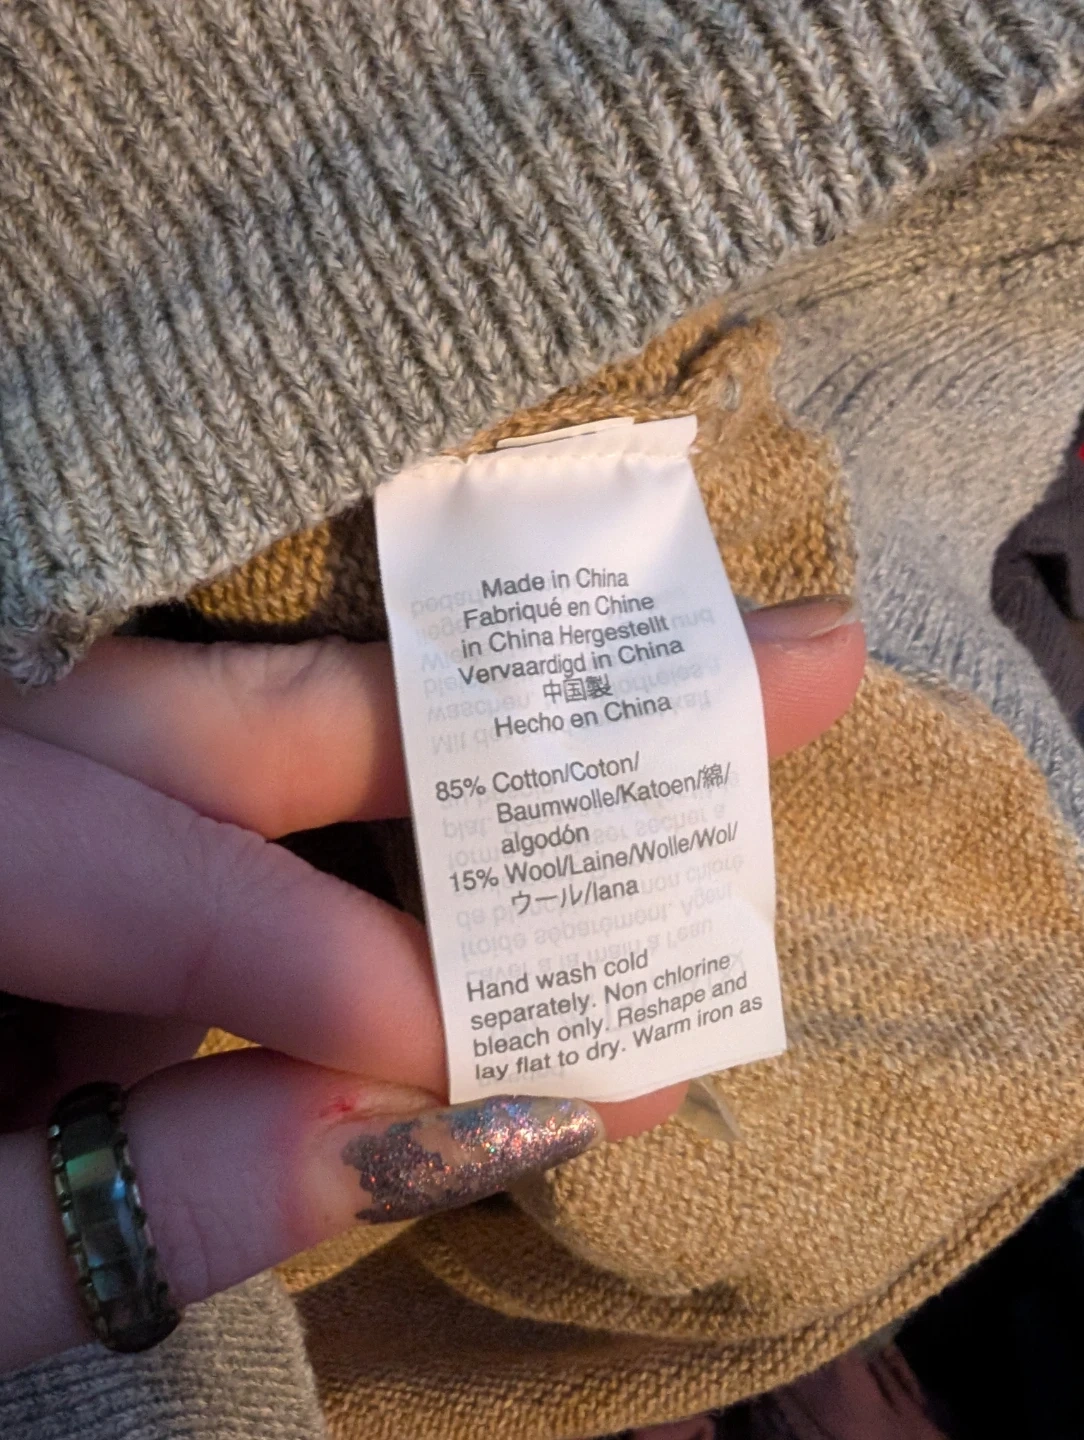 Made in China
Fabriqué en Chine
in China Hergestellt
Vervaardigd in China
中国製
Hecho en China
85% Cotton/Coton/
Baumwolle/Katoen/綿/
algodón
15% Wool/Laine/Wolle/Wol/
ウール/lana
Hand wash cold
separately. Non chlorine
bleach only. Reshape and
lay flat to dry. Warm iron as